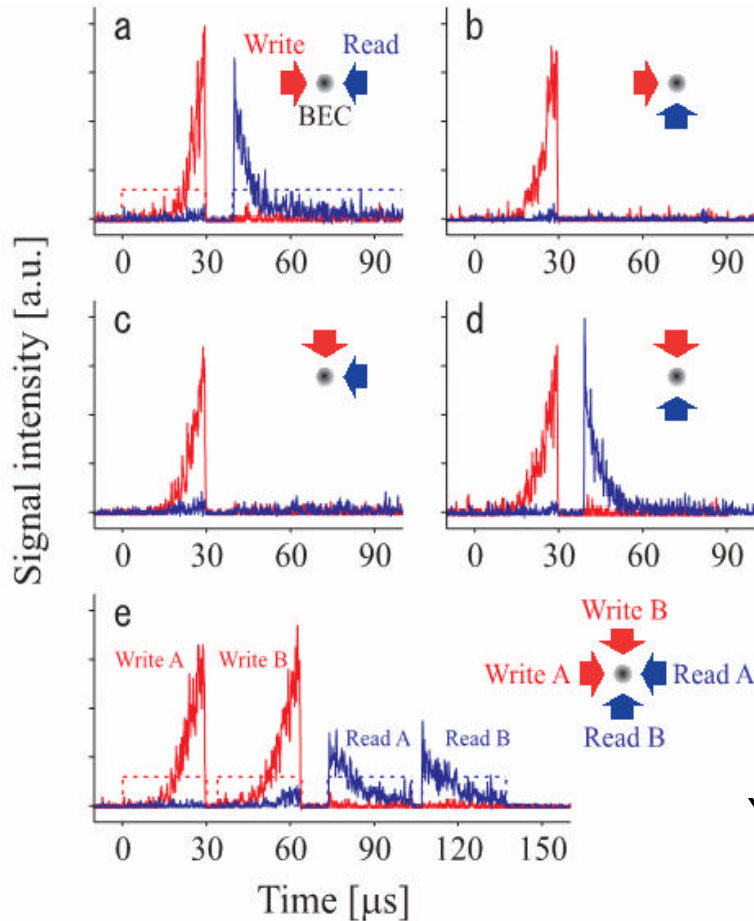 a
Write Read
BEC
0 30 60 90
b
0 30 60 90
c
0 30 60 90
d
0 30 60 90
Signal intensity [a.u.]
e
Write A Write B Read A Read B
Write B
Write A Read A
Read B
0 30 60 90 120 150
Time [μs]